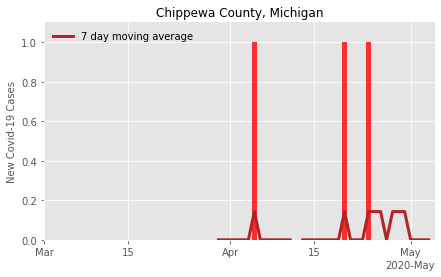 Chippewa County, Michigan
7 day moving average
New Covid-19 Cases
1.0
0.8
0.6
0.4
0.2
0.0
Mar 15 Apr 15 May
2020-May